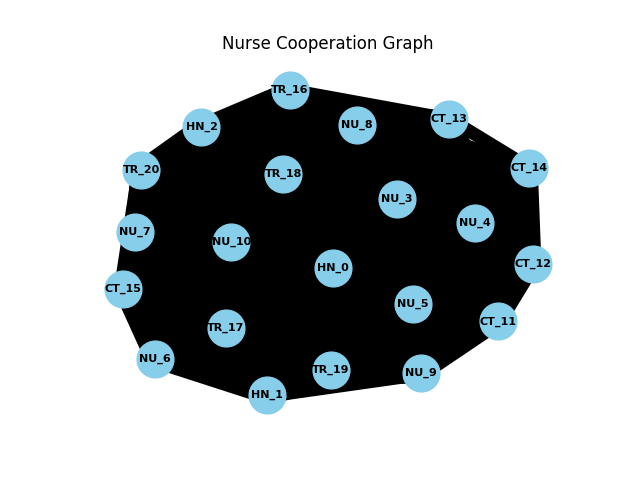 Nurse Cooperation Graph
TR_16
CT_13
NU_8
HN_2
CT_14
TR_20
TR_18
NU_3
NU_4
NU_7
NU_10
CT_12
HN_0
CT_15
NU_5
CT_11
TR_17
NU_6
TR_19
NU_9
HN_1